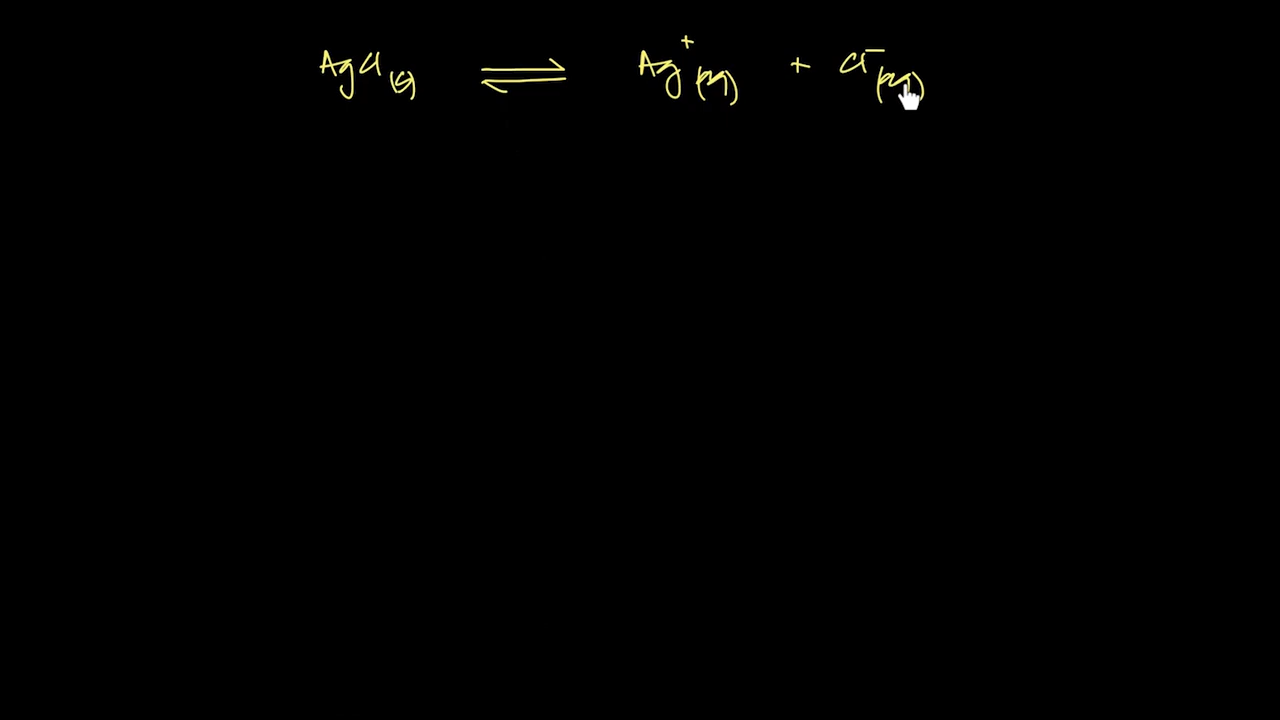 AgCl(s) ⇌ Ag⁺(aq) + Cl⁻(aq)